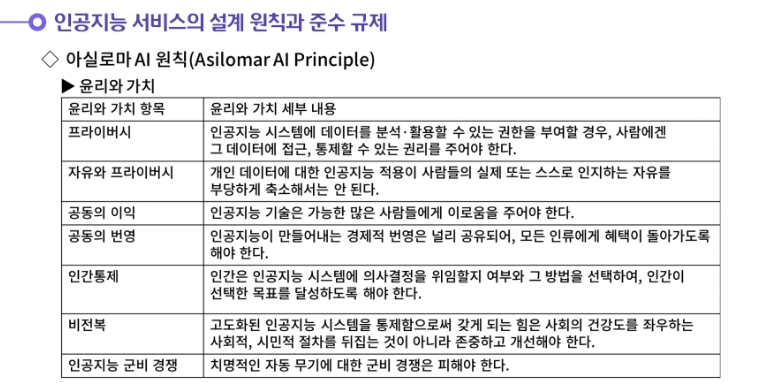 인공지능 서비스의 설계 원칙과 준수 규제
◇ 아실로마 AI 원칙(Asilomar AI Principle)
▶ 윤리와 가치
윤리와 가치 항목 윤리와 가치 세부 내용
프라이버시 인공지능 시스템에 데이터를 분석·활용할 수 있는 권한을 부여할 경우, 사람에겐
그 데이터에 접근, 통제할 수 있는 권리를 주어야 한다.
자유와 프라이버시 개인 데이터에 대한 인공지능 적용이 사람들의 실제 또는 스스로 인지하는 자유를
부당하게 축소해서는 안 된다.
공동의 이익 인공지능 기술은 가능한 많은 사람들에게 이로움을 주어야 한다.
공동의 번영 인공지능이 만들어내는 경제적 번영은 널리 공유되어, 모든 인류에게 혜택이 돌아가도록
해야 한다.
인간통제 인간은 인공지능 시스템에 의사결정을 위임할지 여부와 그 방법을 선택하여, 인간이
선택한 목표를 달성하도록 해야 한다.
비전복 고도화된 인공지능 시스템을 통제함으로써 갖게 되는 힘은 사회의 건강도를 좌우하는
사회적, 시민적 절차를 뒤집는 것이 아니라 존중하고 개선해야 한다.
인공지능 군비 경쟁 치명적인 자동 무기에 대한 군비 경쟁은 피해야 한다.